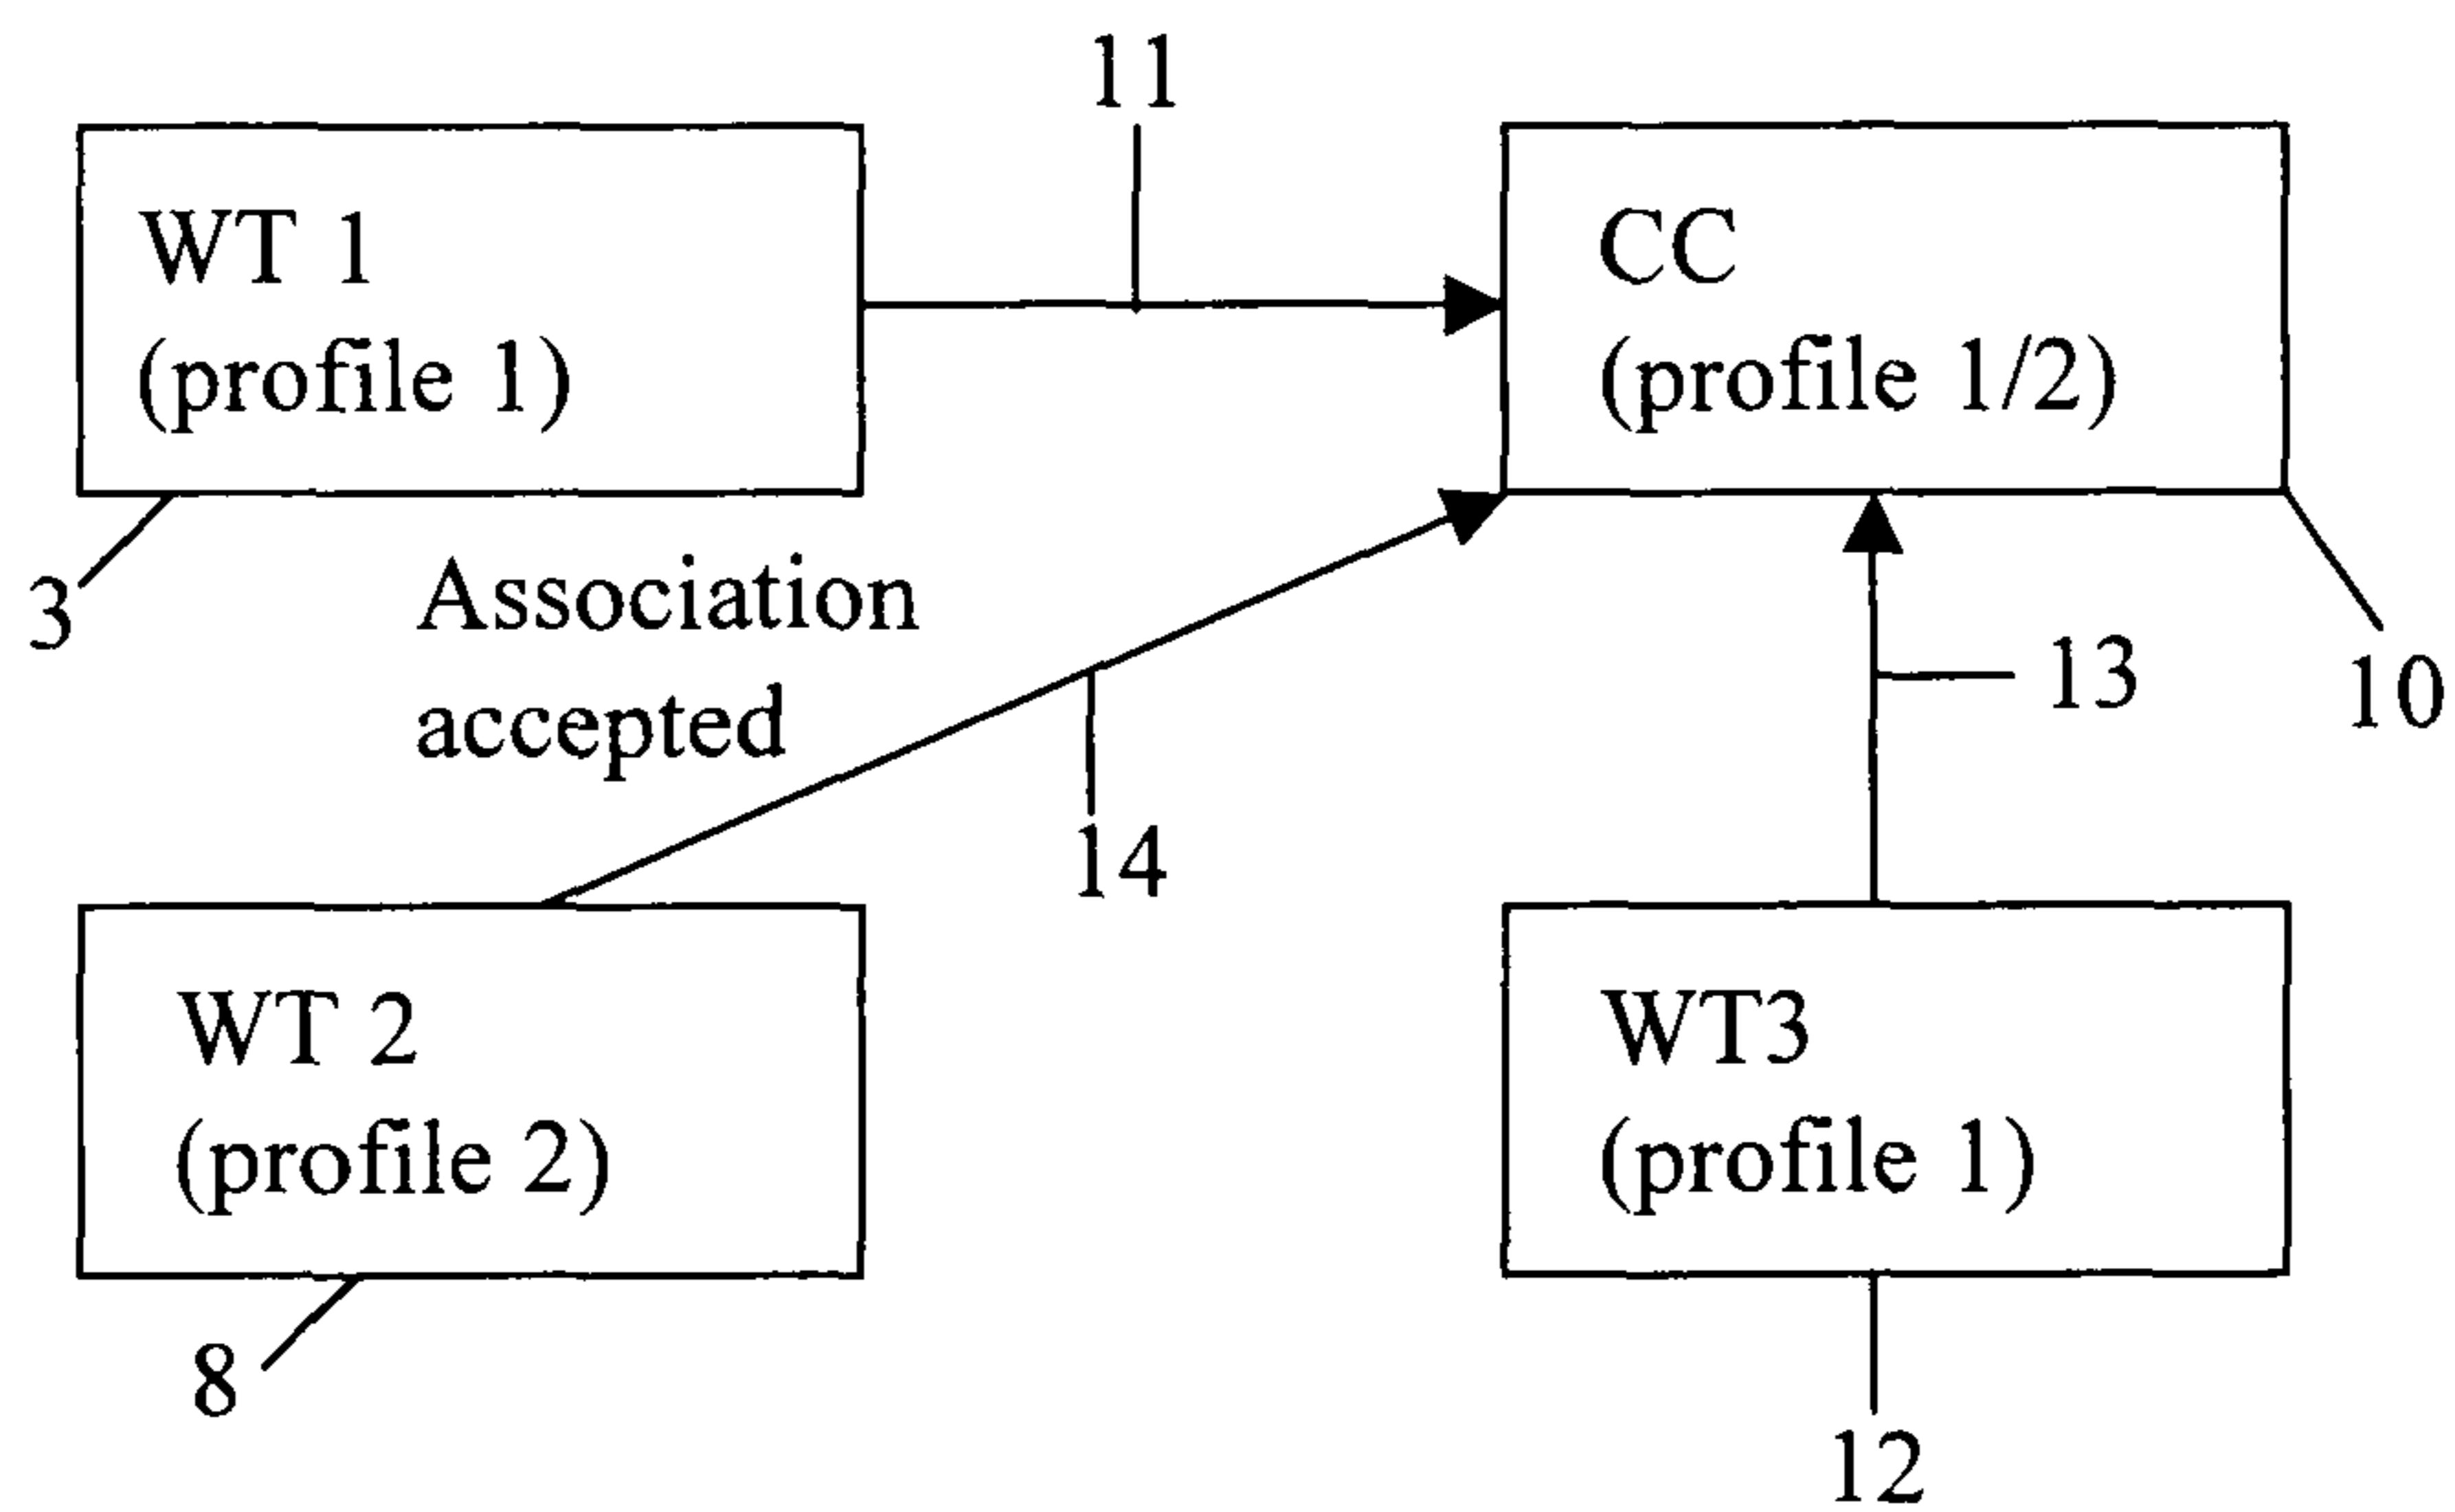 11
WT 1
(profile 1)
CC
(profile 1/2)
3
Association
accepted
13
10
14
WT 2
(profile 2)
WT3
(profile 1)
8
12